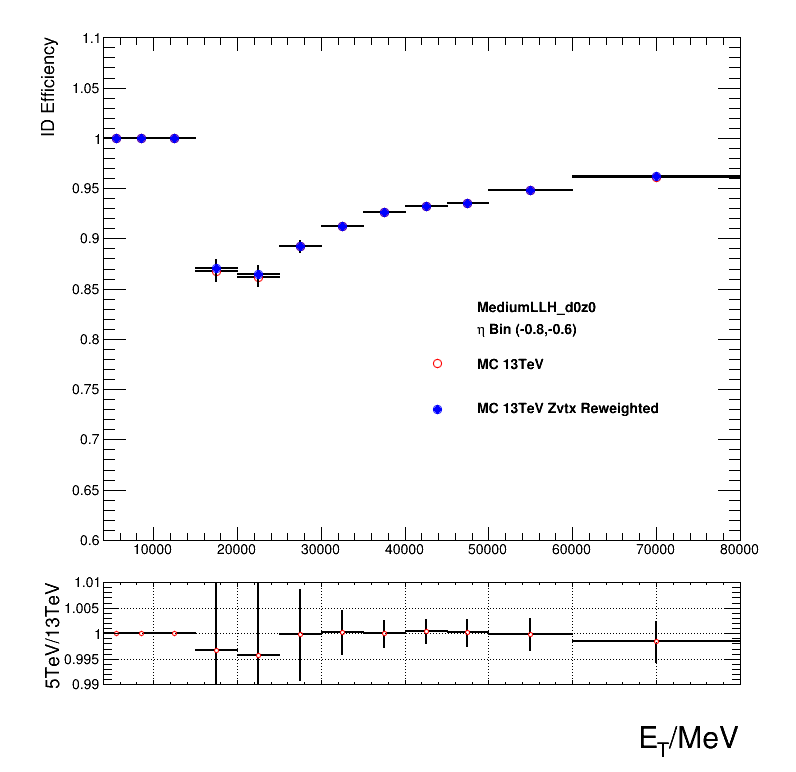 ID Efficiency
1.1
1.05
1
0.95
0.9
0.85
0.8
0.75
0.7
0.65
0.6
MediumLLH_d0z0
η Bin (-0.8,-0.6)
MC 13TeV
MC 13TeV Zvtx Reweighted
10000 20000 30000 40000 50000 60000 70000 80000
5TeV/13TeV
1.01
1.005
1
0.995
0.99
E_T/MeV